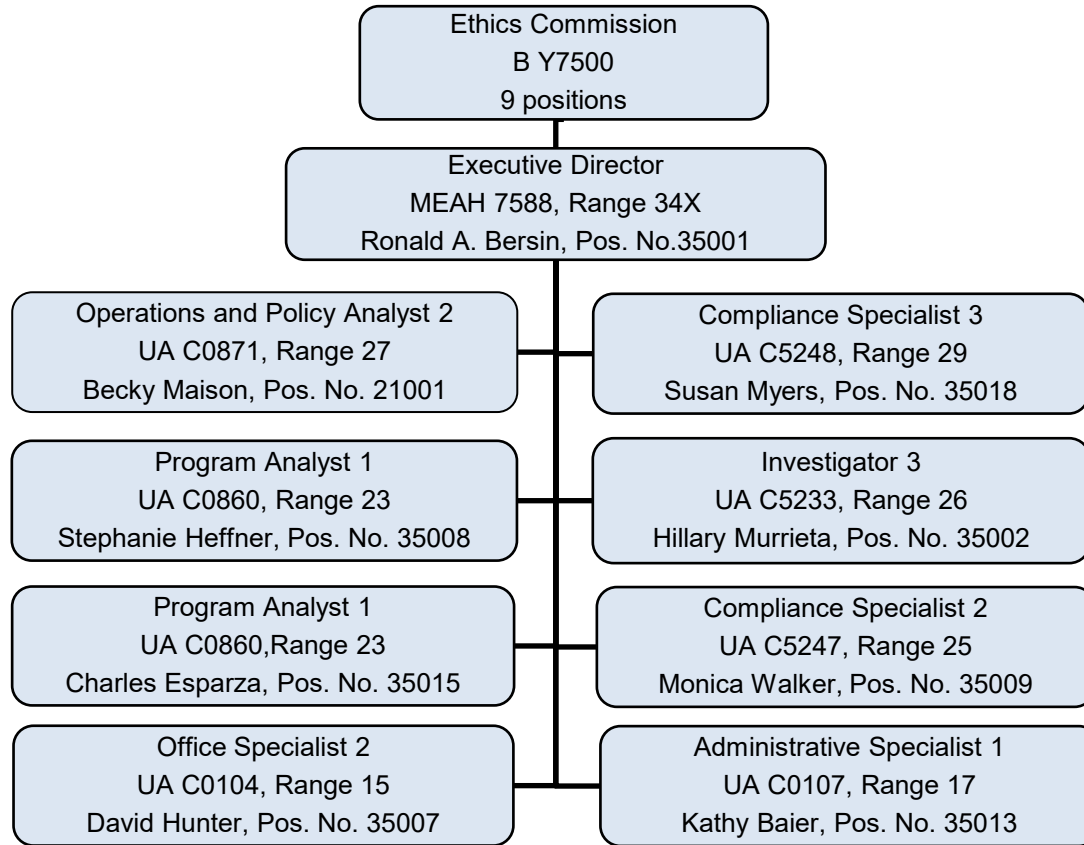 Ethics Commission
B Y7500
9 positions
Executive Director
MEAH 7588, Range 34X
Ronald A. Bersin, Pos. No.35001
Operations and Policy Analyst 2
UA C0871, Range 27
Becky Maison, Pos. No. 21001
Compliance Specialist 3
UA C5248, Range 29
Susan Myers, Pos. No. 35018
Program Analyst 1
UA C0860, Range 23
Stephanie Heffner, Pos. No. 35008
Investigator 3
UA C5233, Range 26
Hillary Murrieta, Pos. No. 35002
Program Analyst 1
UA C0860,Range 23
Charles Esparza, Pos. No. 35015
Compliance Specialist 2
UA C5247, Range 25
Monica Walker, Pos. No. 35009
Office Specialist 2
UA C0104, Range 15
David Hunter, Pos. No. 35007
Administrative Specialist 1
UA C0107, Range 17
Kathy Baier, Pos. No. 35013